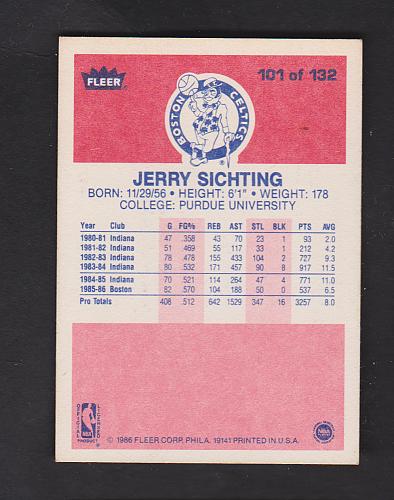 FLEER
101 of 132
BOSTON CELTICS
JERRY SICHTING
BORN: 11/29/56 • HEIGHT: 6'1" • WEIGHT: 178
COLLEGE: PURDUE UNIVERSITY
Year Club G FG% REB AST STL BLK PTS AVG
1980-81 Indiana 47 .358 43 70 23 1 93 2.0
1981-82 Indiana 51 .469 55 117 33 1 212 4.2
1982-83 Indiana 78 .478 155 433 104 2 727 9.3
1983-84 Indiana 80 .532 171 457 90 8 917 11.5
1984-85 Indiana 70 .521 114 264 47 4 771 11.0
1985-86 Boston 82 .570 104 188 50 0 537 6.5
Pro Totals 408 .512 642 1529 347 16 3257 8.0
OFFICIAL LICENSED
NBA
PRODUCT
© 1986 FLEER CORP. PHILA. 19141 PRINTED IN U.S.A.
NBA